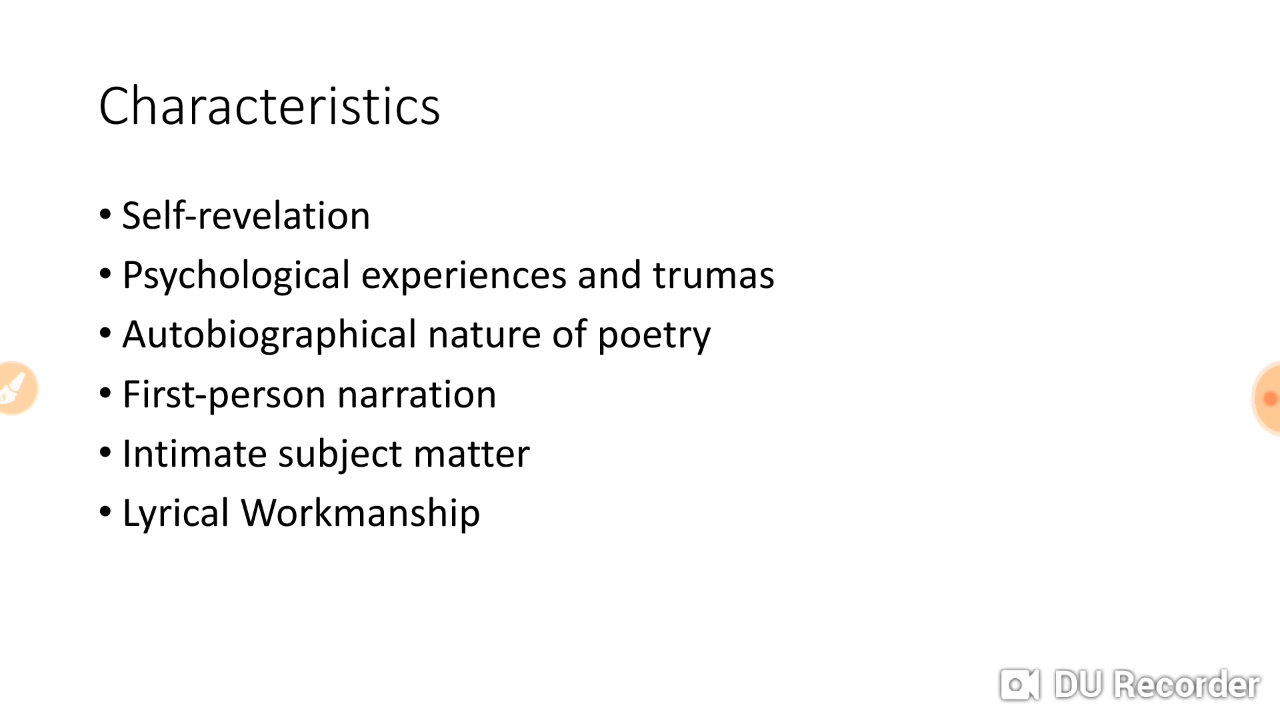 Characteristics
• Self-revelation
• Psychological experiences and trumas
• Autobiographical nature of poetry
• First-person narration
• Intimate subject matter
• Lyrical Workmanship
DU Recorder